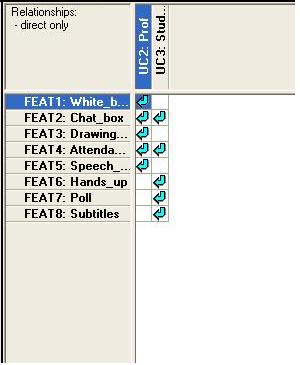 Relationships:
- direct only
UC2: Prof
UC3: Stud...
FEAT1: White_b...
FEAT2: Chat_box
FEAT3: Drawing...
FEAT4: Attenda...
FEAT5: Speech_...
FEAT6: Hands_up
FEAT7: Poll
FEAT8: Subtitles